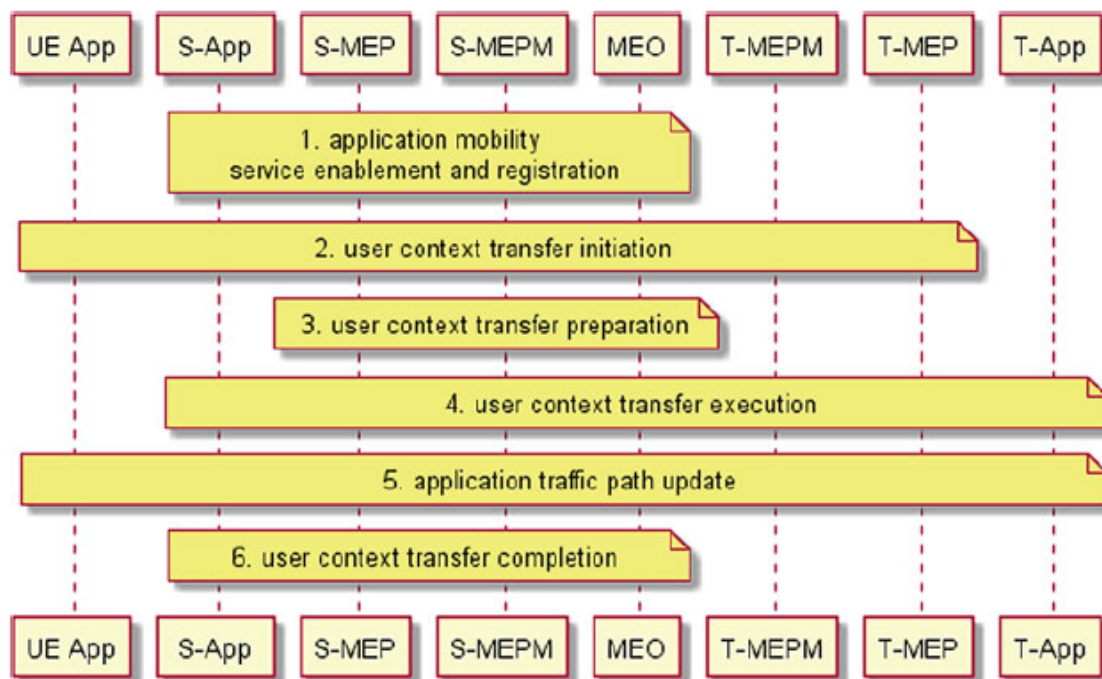 UE App S-App S-MEP S-MEPM MEO T-MEPM T-MEP T-App
1. application mobility
service enablement and registration
2. user context transfer initiation
3. user context transfer preparation
4. user context transfer execution
5. application traffic path update
6. user context transfer completion
UE App S-App S-MEP S-MEPM MEO T-MEPM T-MEP T-App